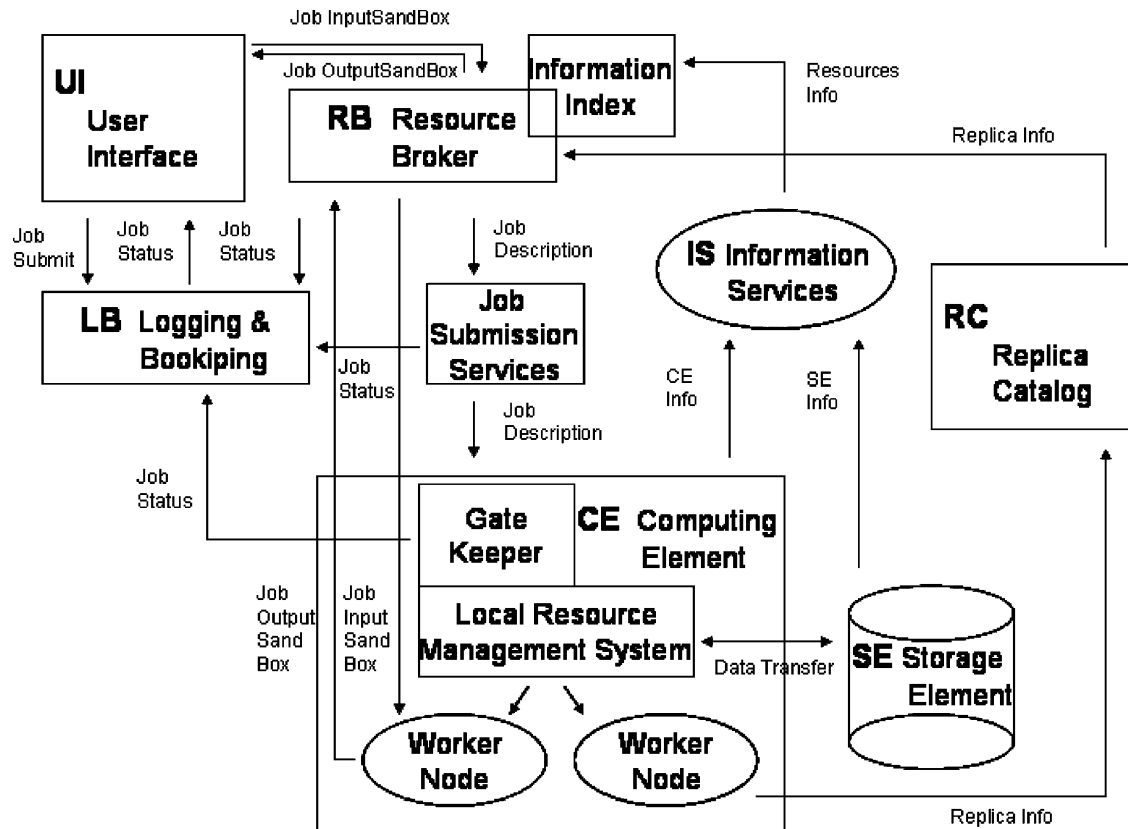 Job InputSandBox
Job OutputSandBox
UI
User
Interface
RB Resource
Broker
Information
Index
Resources
Info
Replica Info
Job
Submit
Job
Status
Job
Status
Job
Description
IS Information
Services
LB Logging &
Bookiping
Job
Submission
Services
RC
Replica
Catalog
Job
Status
CE
Info
SE
Info
Job
Description
Job
Status
Gate
Keeper
CE Computing
Element
Job
Output
Sand
Box
Job
Input
Sand
Box
Local Resource
Management System
Data Transfer
SE Storage
Element
Worker
Node
Worker
Node
Replica Info